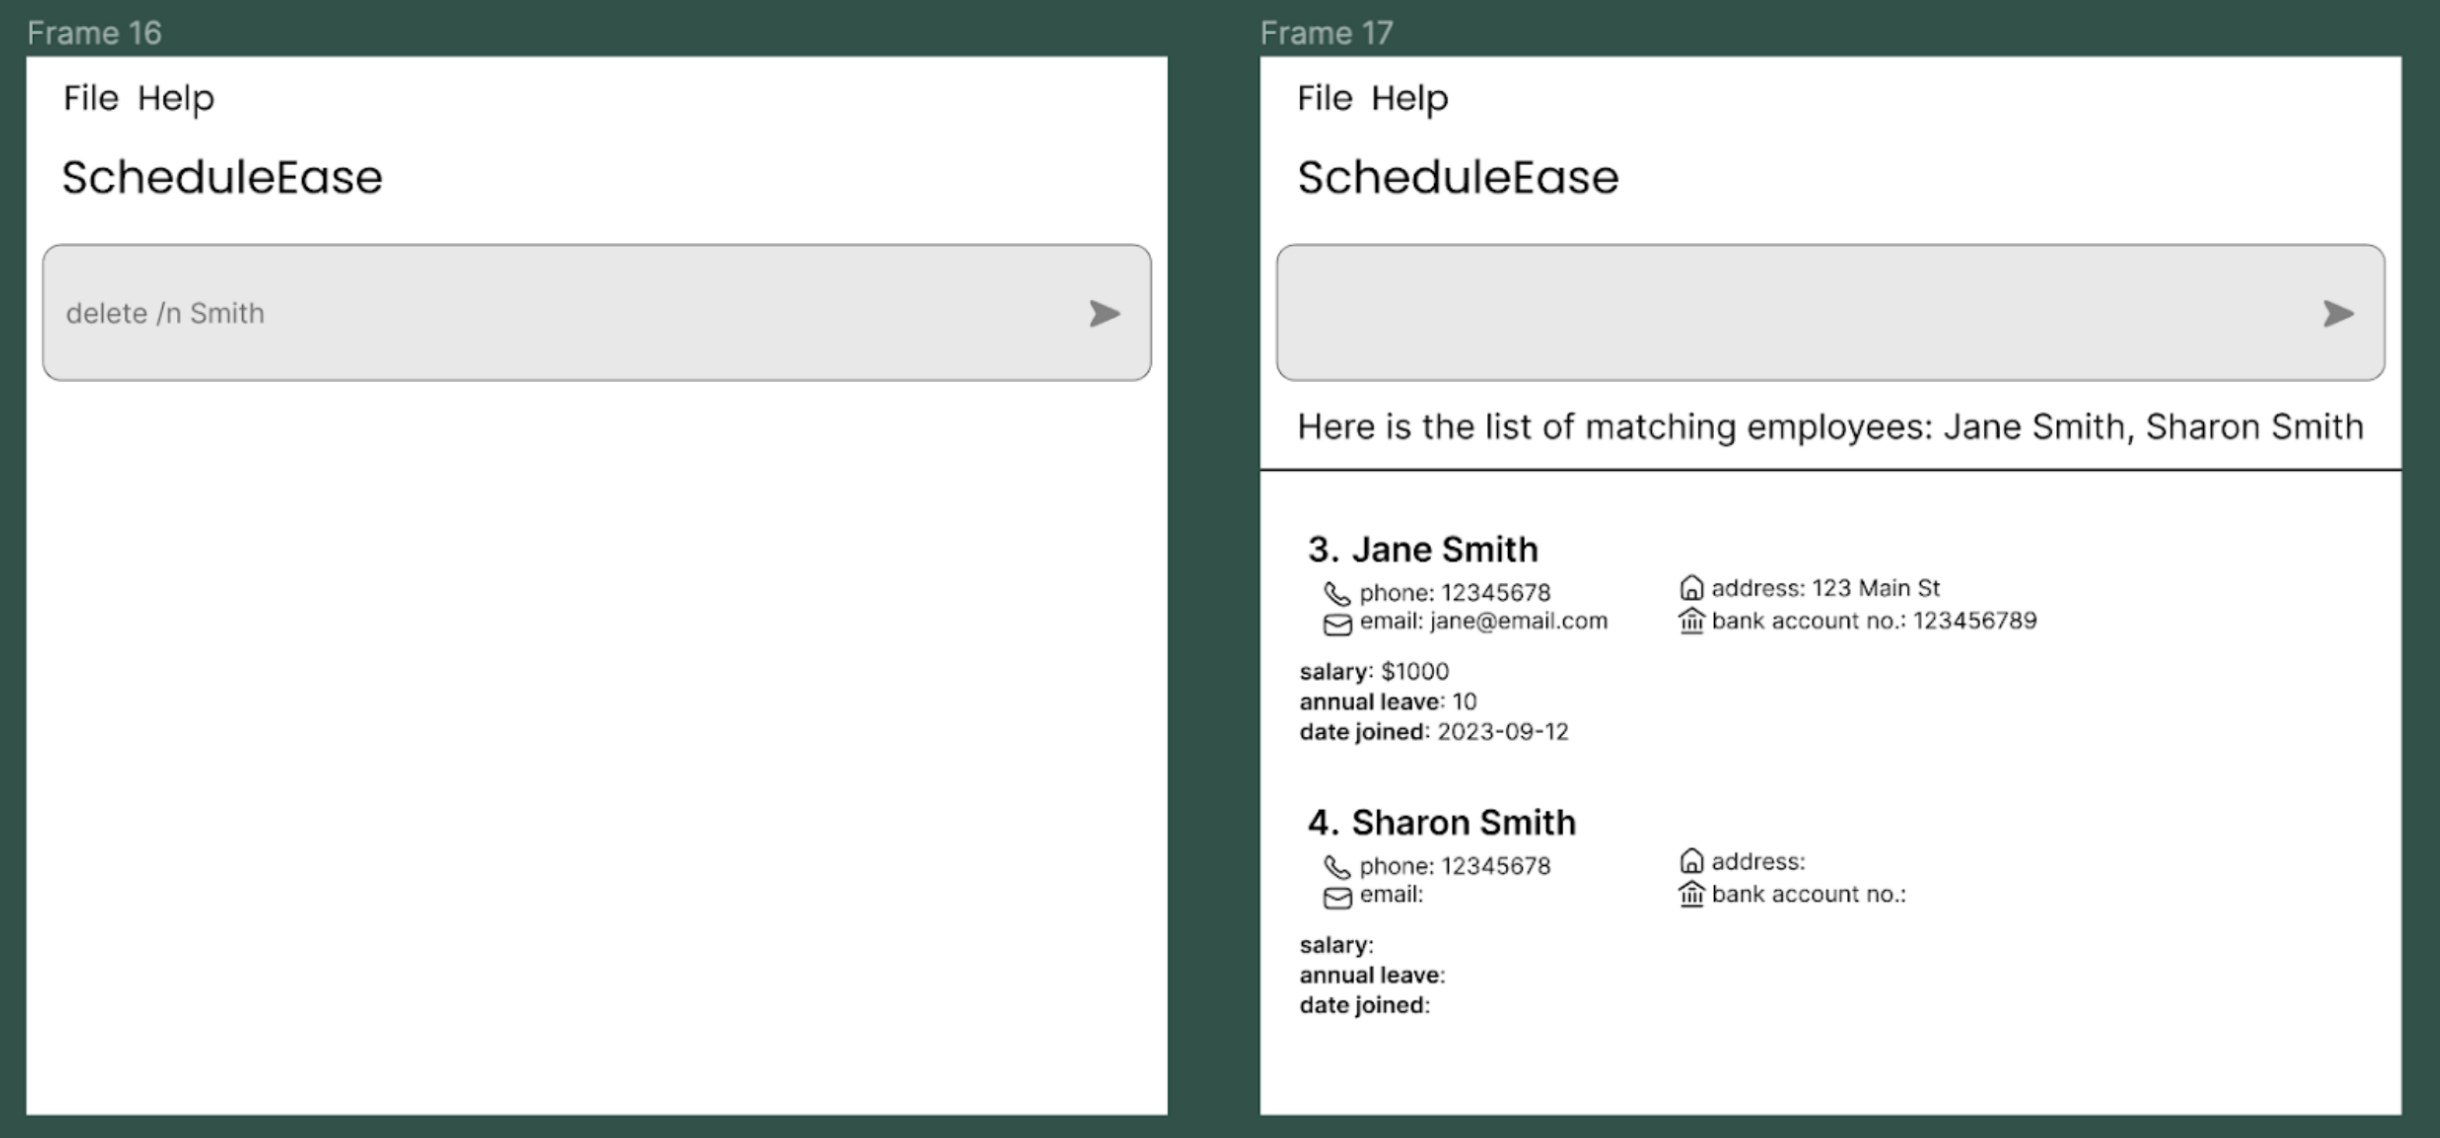 Frame 16
File Help
ScheduleEase
delete /n Smith
Frame 17
File Help
ScheduleEase
Here is the list of matching employees: Jane Smith, Sharon Smith
3. Jane Smith
phone: 12345678
address: 123 Main St
email: jane@email.com
bank account no.: 123456789
salary: $1000
annual leave: 10
date joined: 2023-09-12
4. Sharon Smith
phone: 12345678
address:
email:
bank account no.:
salary:
annual leave:
date joined: